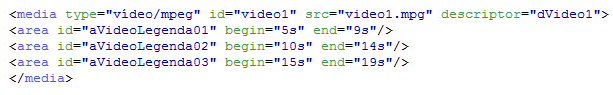 <media type="vídeo/mpeg" id="video1" src="video1.mpg" descriptor="dVideo1">
<area id="aVideoLegenda01" begin="5s" end="9s"/>
<area id="aVideoLegenda02" begin="10s" end="14s"/>
<area id="aVideoLegenda03" begin="15s" end="19s"/>
</media>